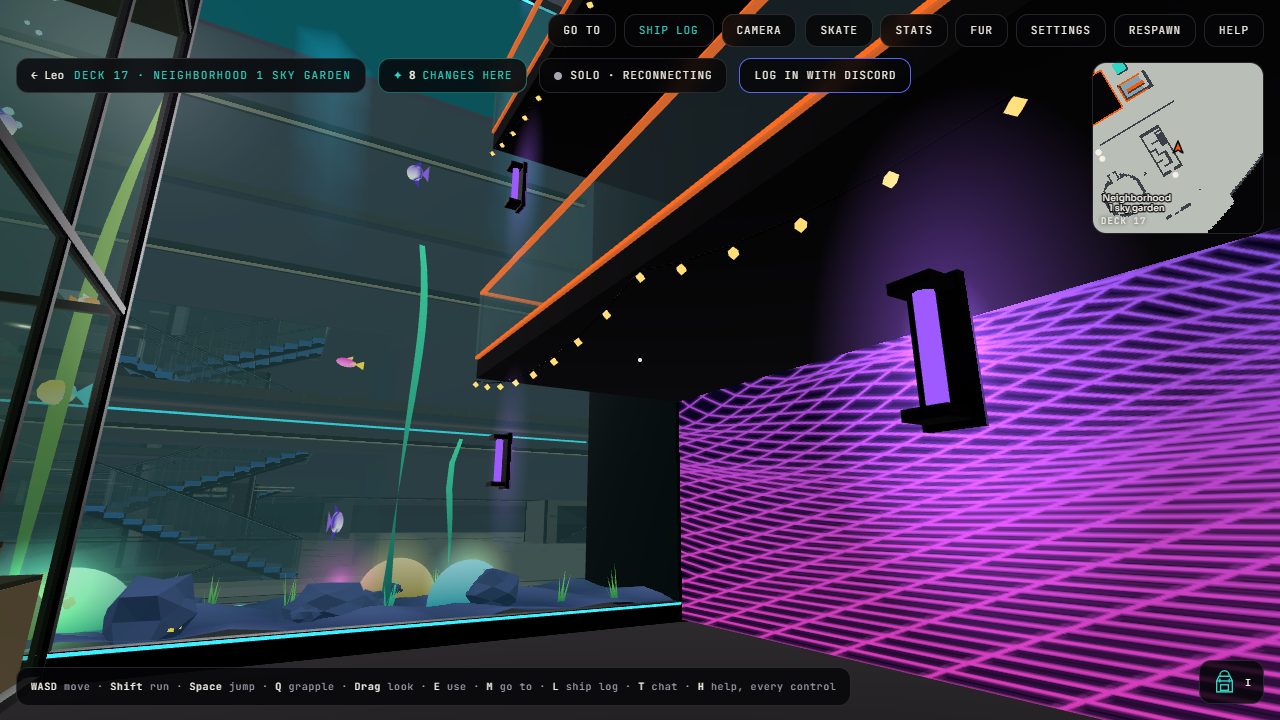 GO TO
SHIP LOG
CAMERA
SKATE
STATS
FUR
SETTINGS
RESPAWN
HELP
← Leo DECK 17 · NEIGHBORHOOD 1 SKY GARDEN
✦ 8 CHANGES HERE
SOLO · RECONNECTING
LOG IN WITH DISCORD
Neighborhood
1 sky garden
DECK 17
WASD move · Shift run · Space jump · Q grapple · Drag look · E use · M go to · L ship log · T chat · H help, every control
I